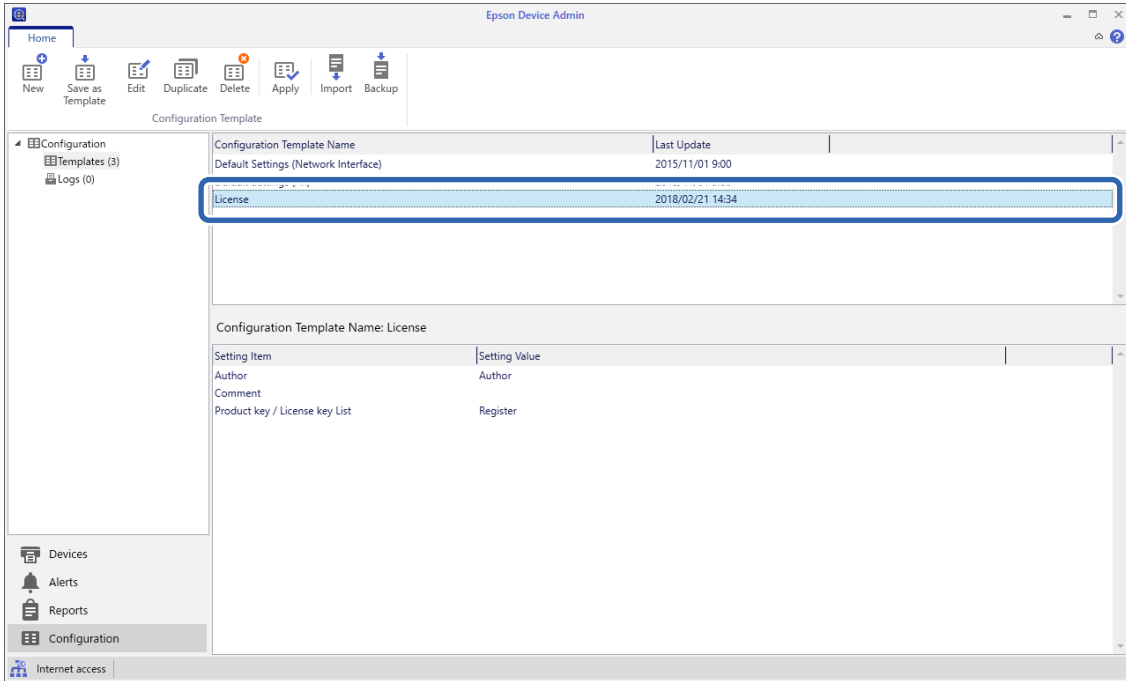 Epson Device Admin
Home
New
Save as Template
Edit
Duplicate
Delete
Apply
Import
Backup
Configuration Template
Configuration
Templates (3)
Logs (0)
Configuration Template Name Last Update
Default Settings (Network Interface) 2015/11/01 9:00
License 2018/02/21 14:34
Configuration Template Name: License
Setting Item Setting Value
Author Author
Comment
Product key / License key List Register
Devices
Alerts
Reports
Configuration
Internet access